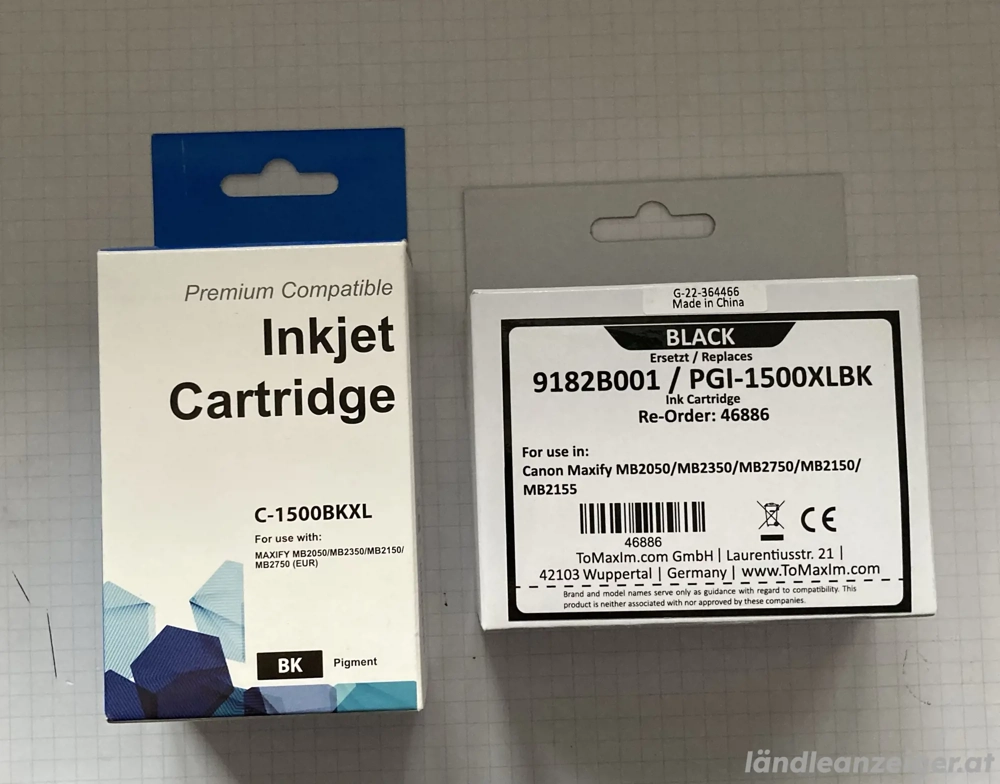 Premium Compatible
Inkjet
Cartridge
C-1500BKXL
For use with:
MAXIFY MB2050/MB2350/MB2150/
MB2750 (EUR)
BK Pigment
G-22-364466
Made in China
BLACK
Ersetzt / Replaces
9182B001 / PGI-1500XLBK
Ink Cartridge
Re-Order: 46886
For use in:
Canon Maxify MB2050/MB2350/MB2750/MB2150/
MB2155
46886
CE
ToMaxIm.com GmbH | Laurentiusstr. 21 |
42103 Wuppertal | Germany | www.ToMaxIm.com
Brand and model names serve only as guidance with regard to compatibility. This
product is neither associated with nor approved by these companies.
ländleanzeiger.at